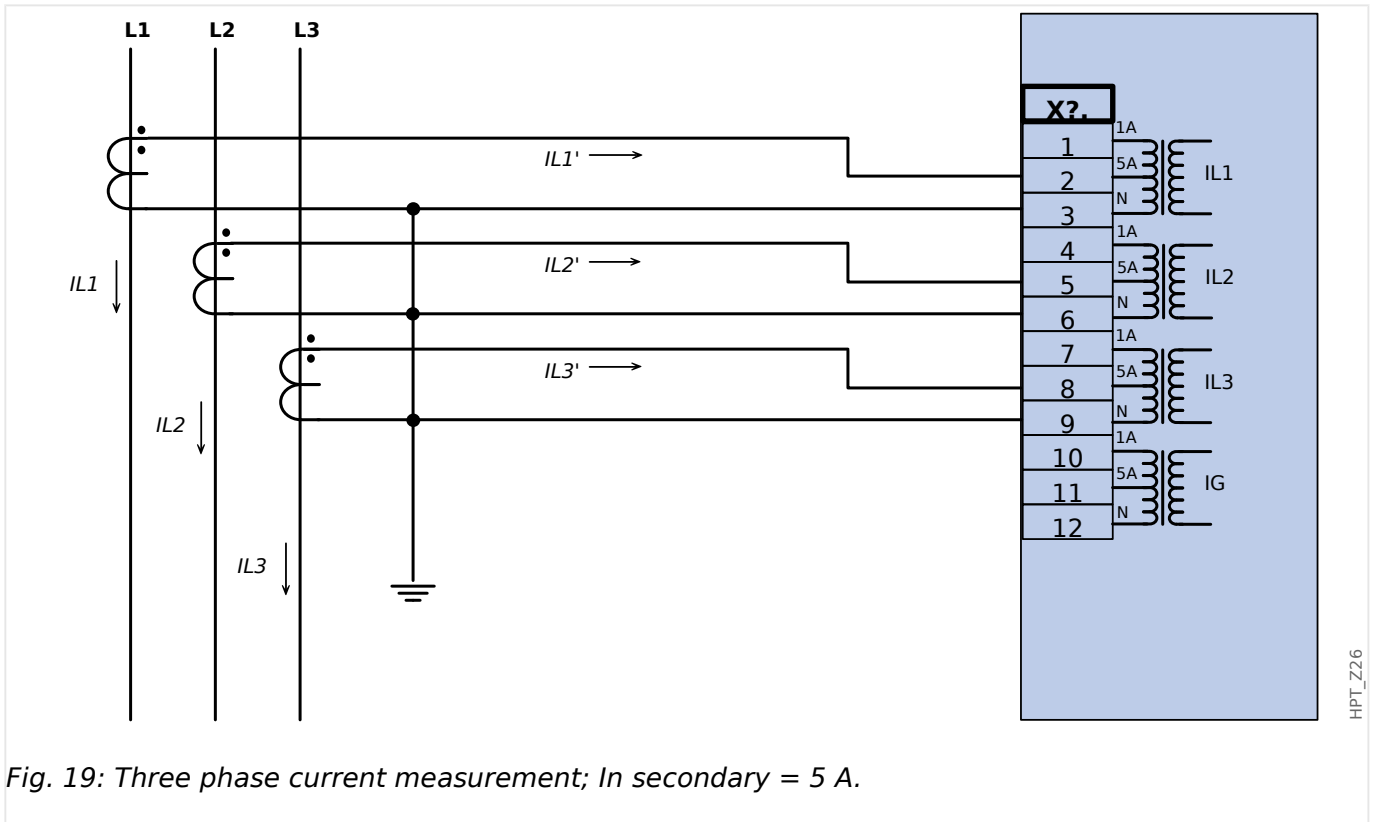 L1 L2 L3
X?.
1A
1
IL1'
5A
IL1
2
N
3
1A
4
IL2'
5A
IL2
IL1
5
N
6
1A
7
IL3'
5A
IL3
8
N
IL2
9
1A
10
5A
IG
11
N
12
IL3
HPT_Z26
Fig. 19: Three phase current measurement; In secondary = 5 A.